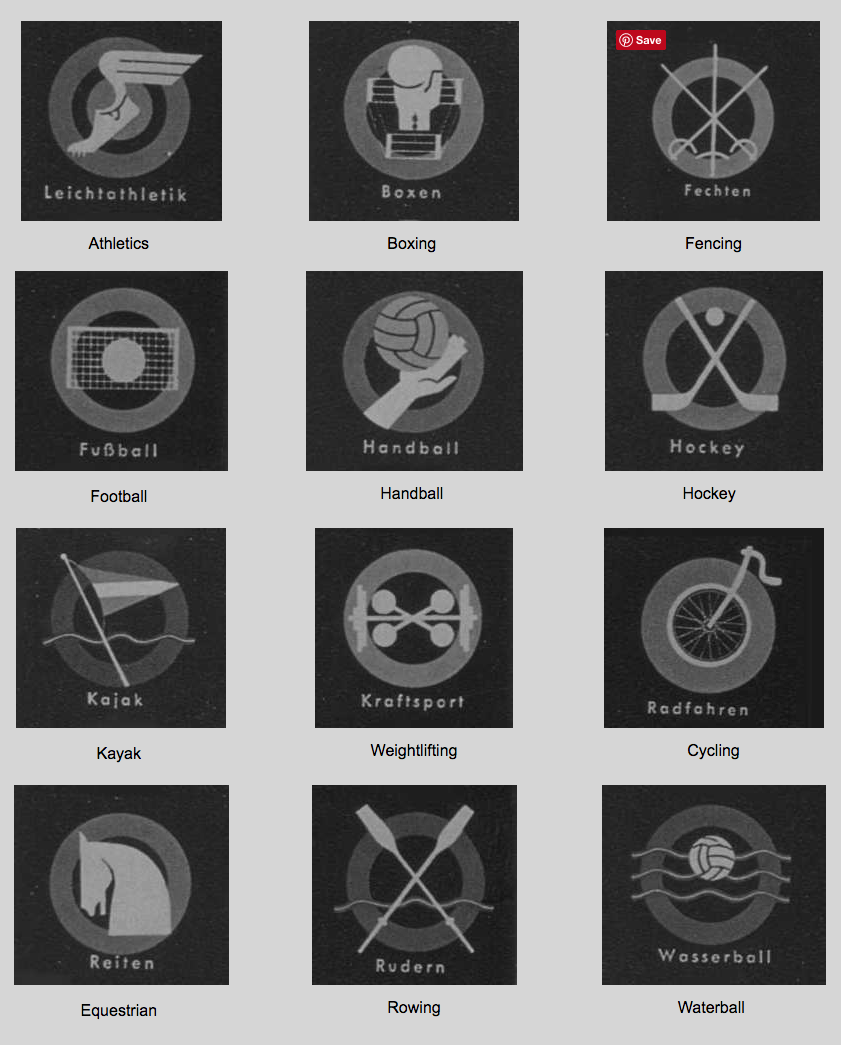 Save
Leichtathletik
Boxen
Fechten
Athletics
Boxing
Fencing
Fußball
Handball
Hockey
Football
Handball
Hockey
Kajak
Kraftsport
Radfahren
Kayak
Weightlifting
Cycling
Reiten
Rudern
Wasserball
Equestrian
Rowing
Waterball